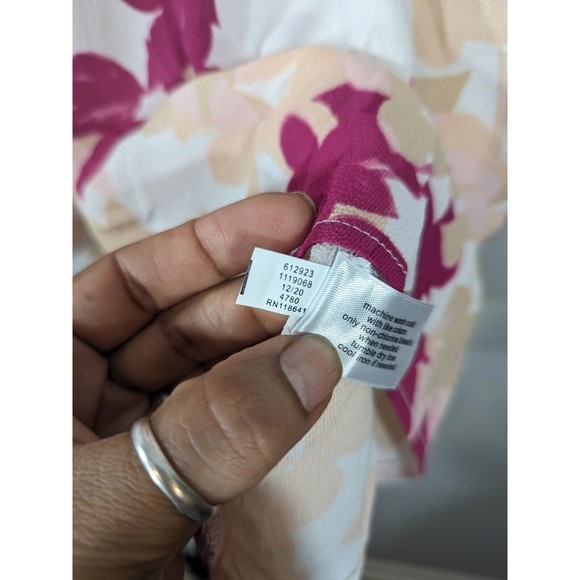 612923
1119068
12/20
4780
RN118641
machine wash cold
with like colors
only non-chlorine bleach
when needed
tumble dry low
cool iron if needed